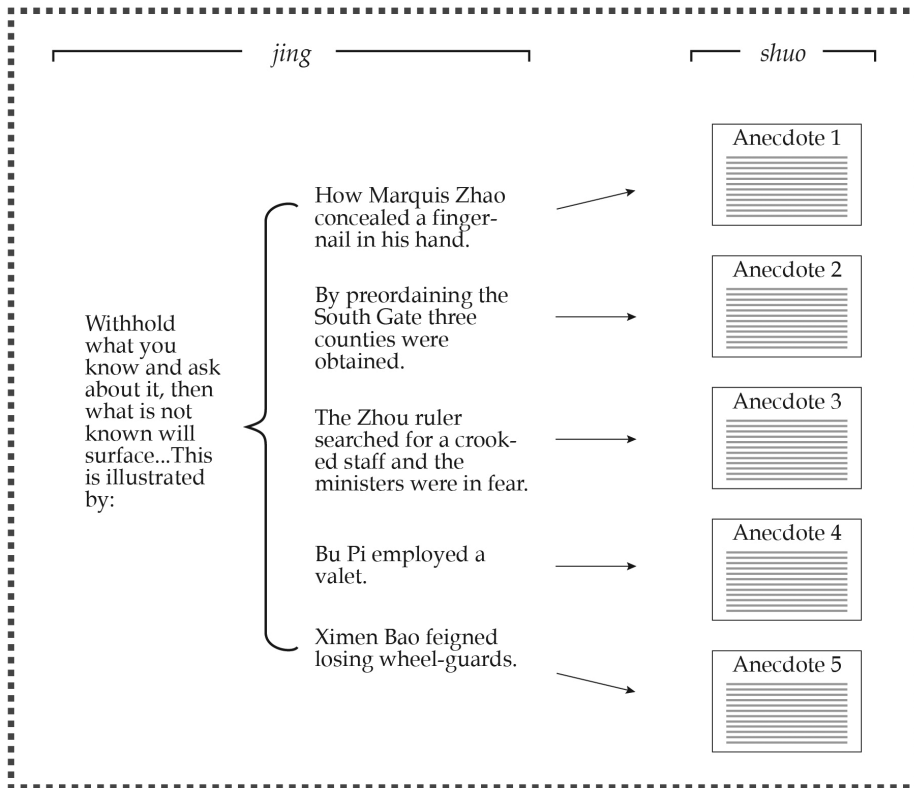 jing
shuo
Withhold
what you
know and ask
about it, then
what is not
known will
surface...This
is illustrated
by:
How Marquis Zhao
concealed a finger-
nail in his hand.
By preordaining the
South Gate three
counties were
obtained.
The Zhou ruler
searched for a crook-
ed staff and the
ministers were in fear.
Bu Pi employed a
valet.
Ximen Bao feigned
losing wheel-guards.
Anecdote 1
Anecdote 2
Anecdote 3
Anecdote 4
Anecdote 5